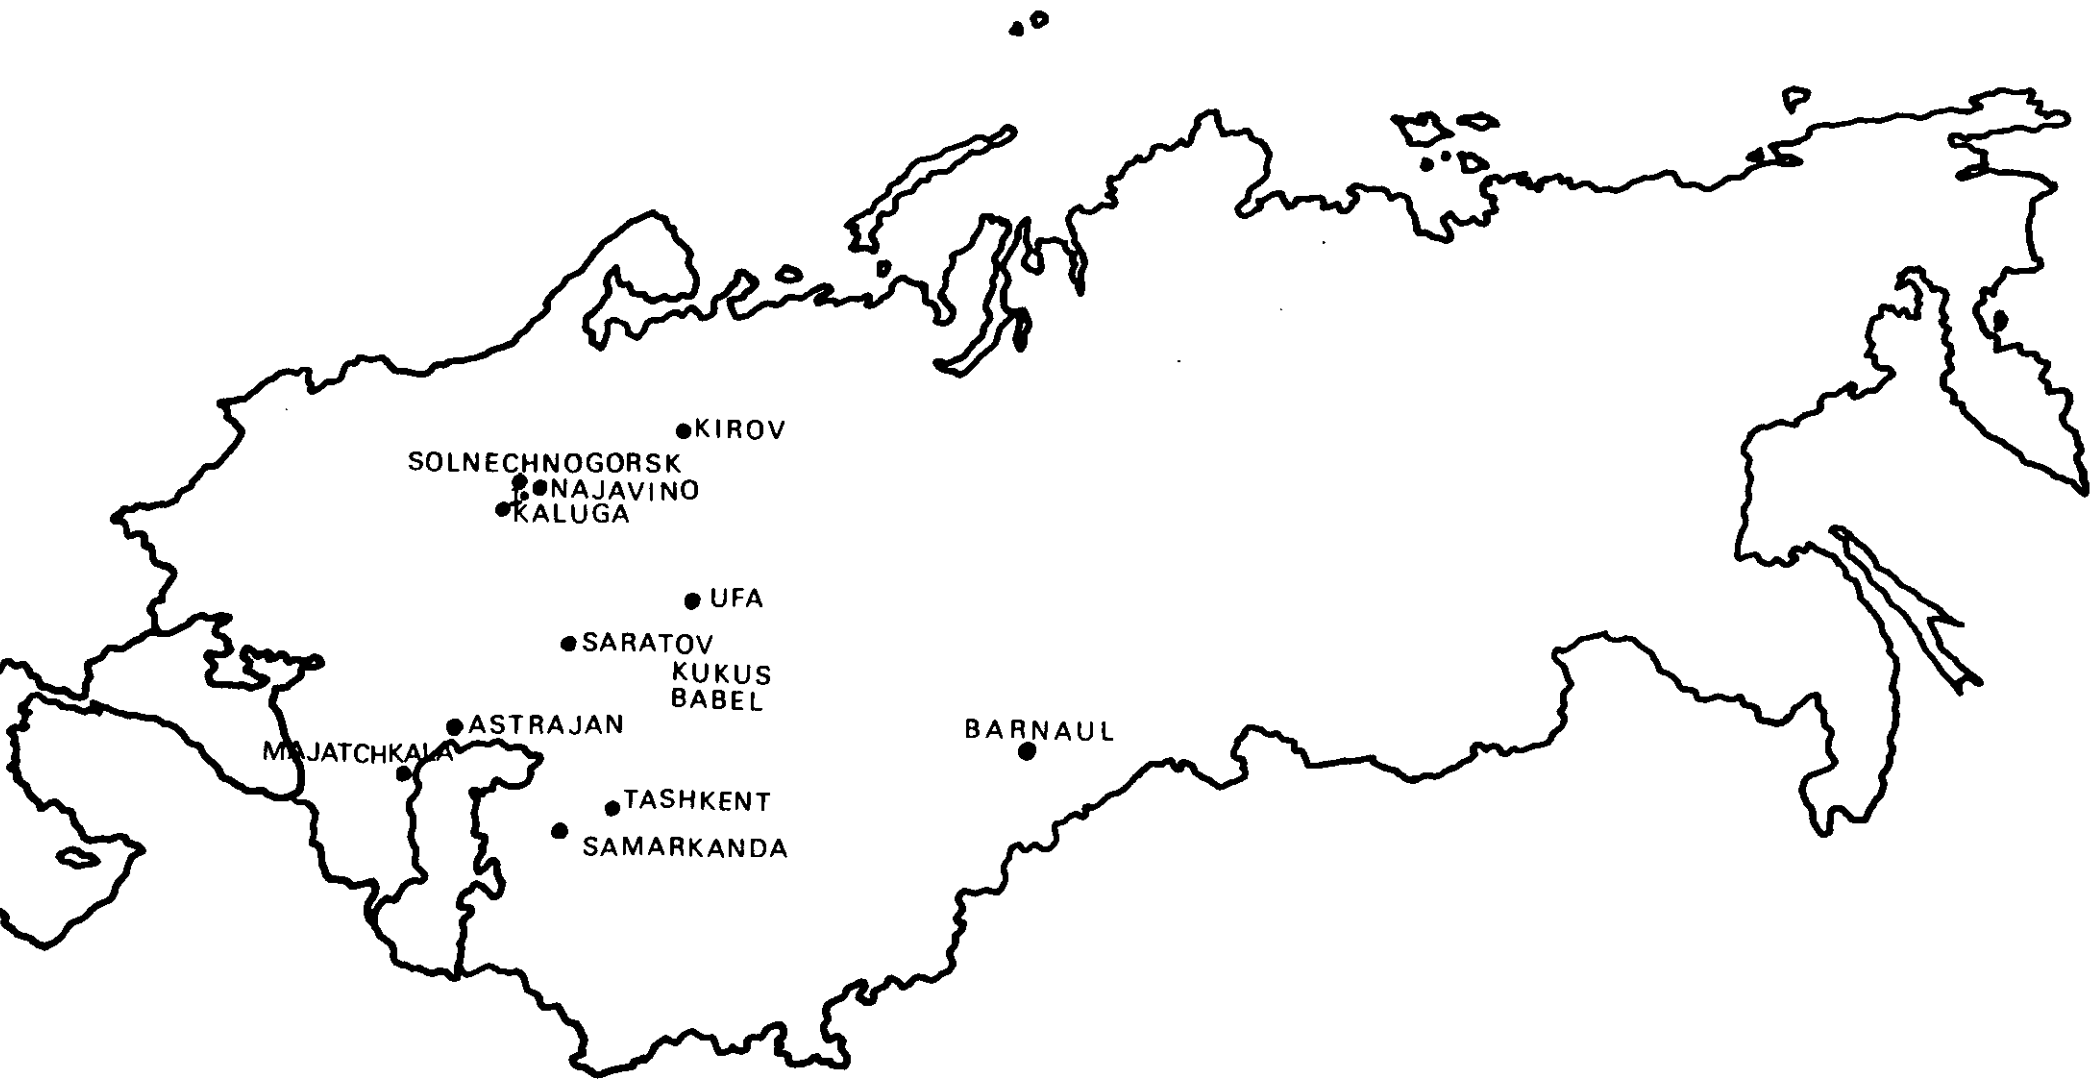 KIROV
SOLNECHNOGORSK
NAJAVINO
KALUGA
UFA
SARATOV
KUKUS
BABEL
ASTRAJAN
BARNAUL
MAJATCHKALA
TASHKENT
SAMARKANDA